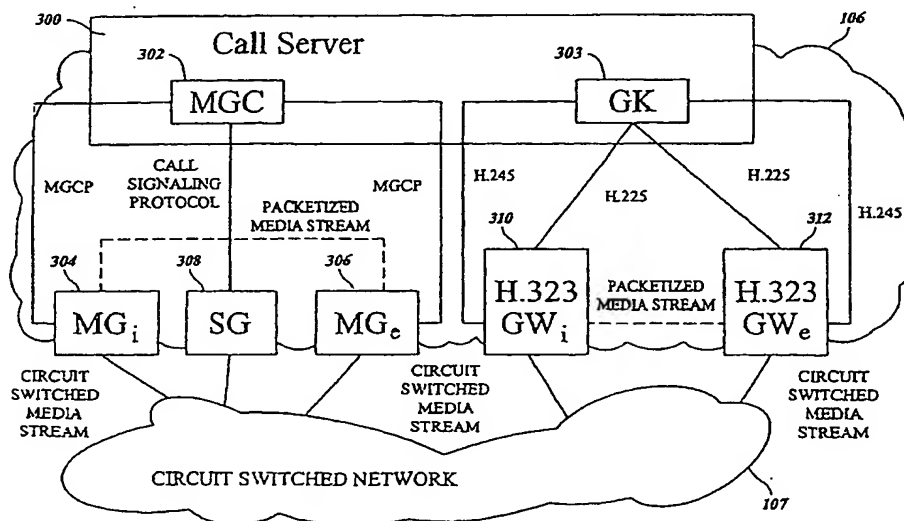 300
Call Server
106
302
MGC
303
GK
MGCP
CALL
SIGNALING
PROTOCOL
MGCP
PACKETIZED
MEDIA STREAM
H.245
H.225
H.225
H.245
304
MGi
308
SG
306
MGe
310
H.323
GWi
PACKETIZED
MEDIA STREAM
312
H.323
GWe
CIRCUIT
SWITCHED
MEDIA
STREAM
CIRCUIT
SWITCHED
MEDIA
STREAM
CIRCUIT
SWITCHED
MEDIA
STREAM
CIRCUIT SWITCHED NETWORK
107